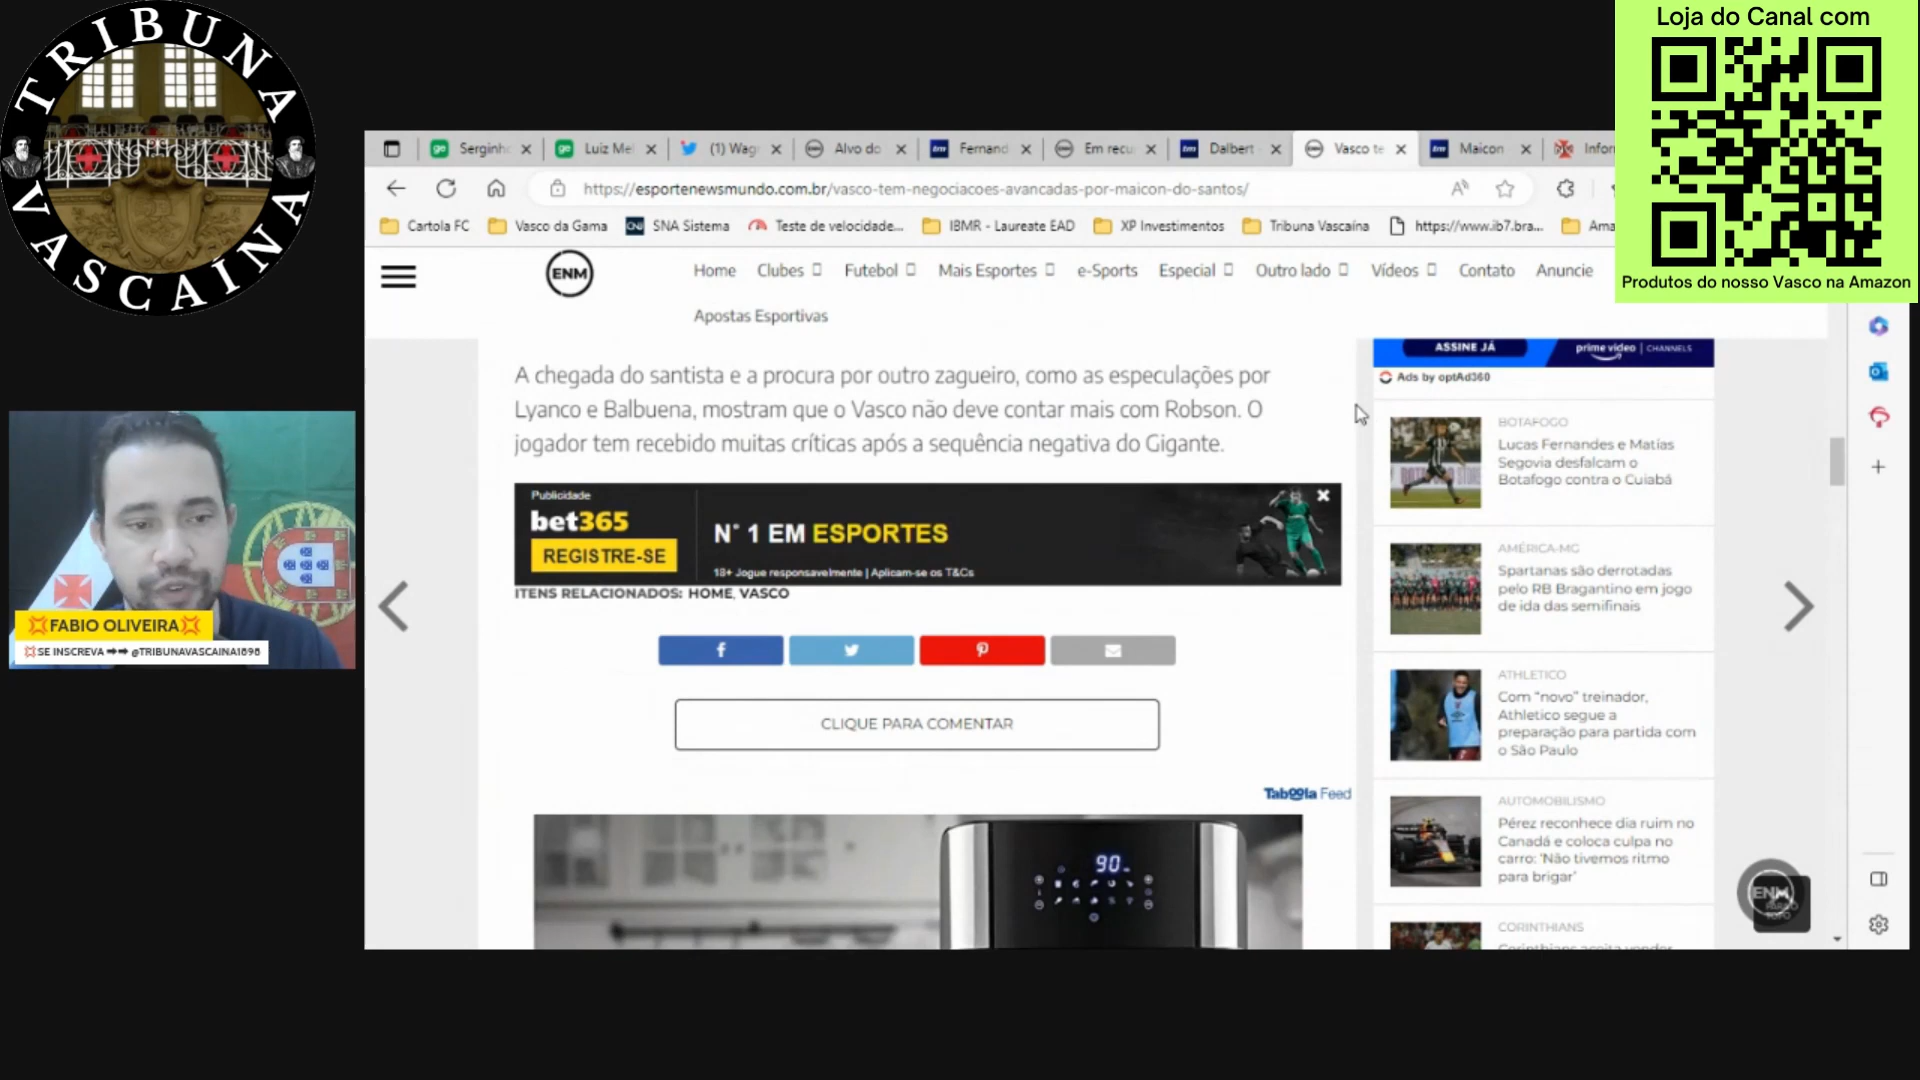 TRIBUNA
VASCAÍNA
Loja do Canal com
Produtos do nosso Vasco na Amazon
Serginh
Luiz Me
(1) Wag
Alvo do
Fernand
Em recu
Dalbert
Vasco te
Maicon
Infor
https://esportenewsmundo.com.br/vasco-tem-negociacoes-avancadas-por-maicon-do-santos/
Cartola FC
Vasco da Gama
SNA Sistema
Teste de velocidade...
IBMR - Laureate EAD
XP Investimentos
Tribuna Vascaína
https://www.ib7.bra...
Ama
ENM
Home
Clubes
Futebol
Mais Esportes
e-Sports
Especial
Outro lado
Vídeos
Contato
Anuncie
Apostas Esportivas
A chegada do santista e a procura por outro zagueiro, como as especulações por
Lyanco e Balbuena, mostram que o Vasco não deve contar mais com Robson. O
jogador tem recebido muitas críticas após a sequência negativa do Gigante.
Publicidade
bet365
REGISTRE-SE
N° 1 EM ESPORTES
18+ Jogue responsavelmente | Aplicam-se os T&Cs
ITENS RELACIONADOS: HOME, VASCO
CLIQUE PARA COMENTAR
Taboola Feed
90
ASSINE JÁ
prime video | CHANNELS
Ads by optAd360
BOTAFOGO
Lucas Fernandes e Matías
Segovia desfalcam o
Botafogo contra o Cuiabá
AMÉRICA-MG
Spartanas são derrotadas
pelo RB Bragantino em jogo
de ida das semifinais
ATHLETICO
Com “novo” treinador,
Athletico segue a
preparação para partida com
o São Paulo
AUTOMOBILISMO
Pérez reconhece dia ruim no
Canadá e coloca culpa no
carro: ‘Não tivemos ritmo
para brigar’
CORINTHIANS
Corinthians aceita vender
ENM
FABIO OLIVEIRA
SE INSCREVA @TRIBUNAVASCAINA1898